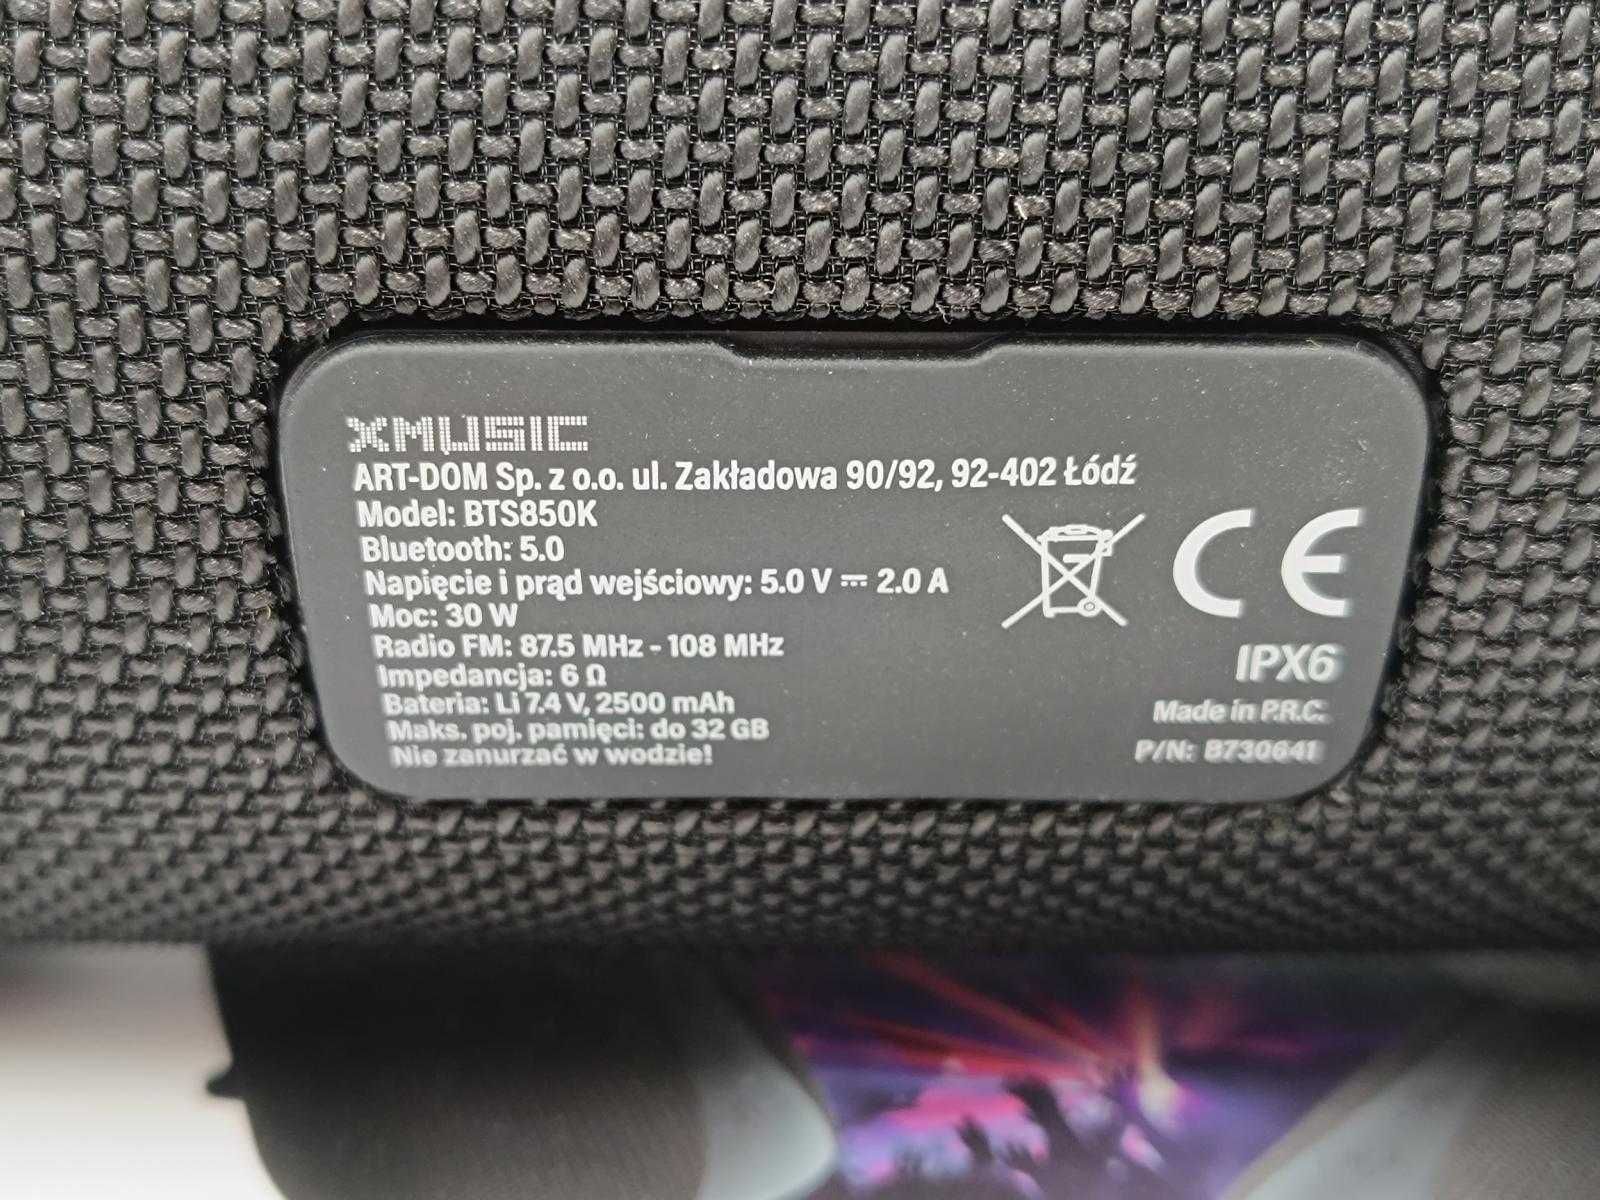 XMUSIC
ART-DOM Sp. z o.o. ul. Zakładowa 90/92, 92-402 Łódź
Model: BTS850K
Bluetooth: 5.0
Napięcie i prąd wejściowy: 5.0 V ⎓ 2.0 A
Moc: 30 W
Radio FM: 87.5 MHz - 108 MHz
Impedancja: 6 Ω
Bateria: Li 7.4 V, 2500 mAh
Maks. poj. pamięci: do 32 GB
Nie zanurzać w wodzie!
CE
IPX6
Made in P.R.C.
P/N: B730641